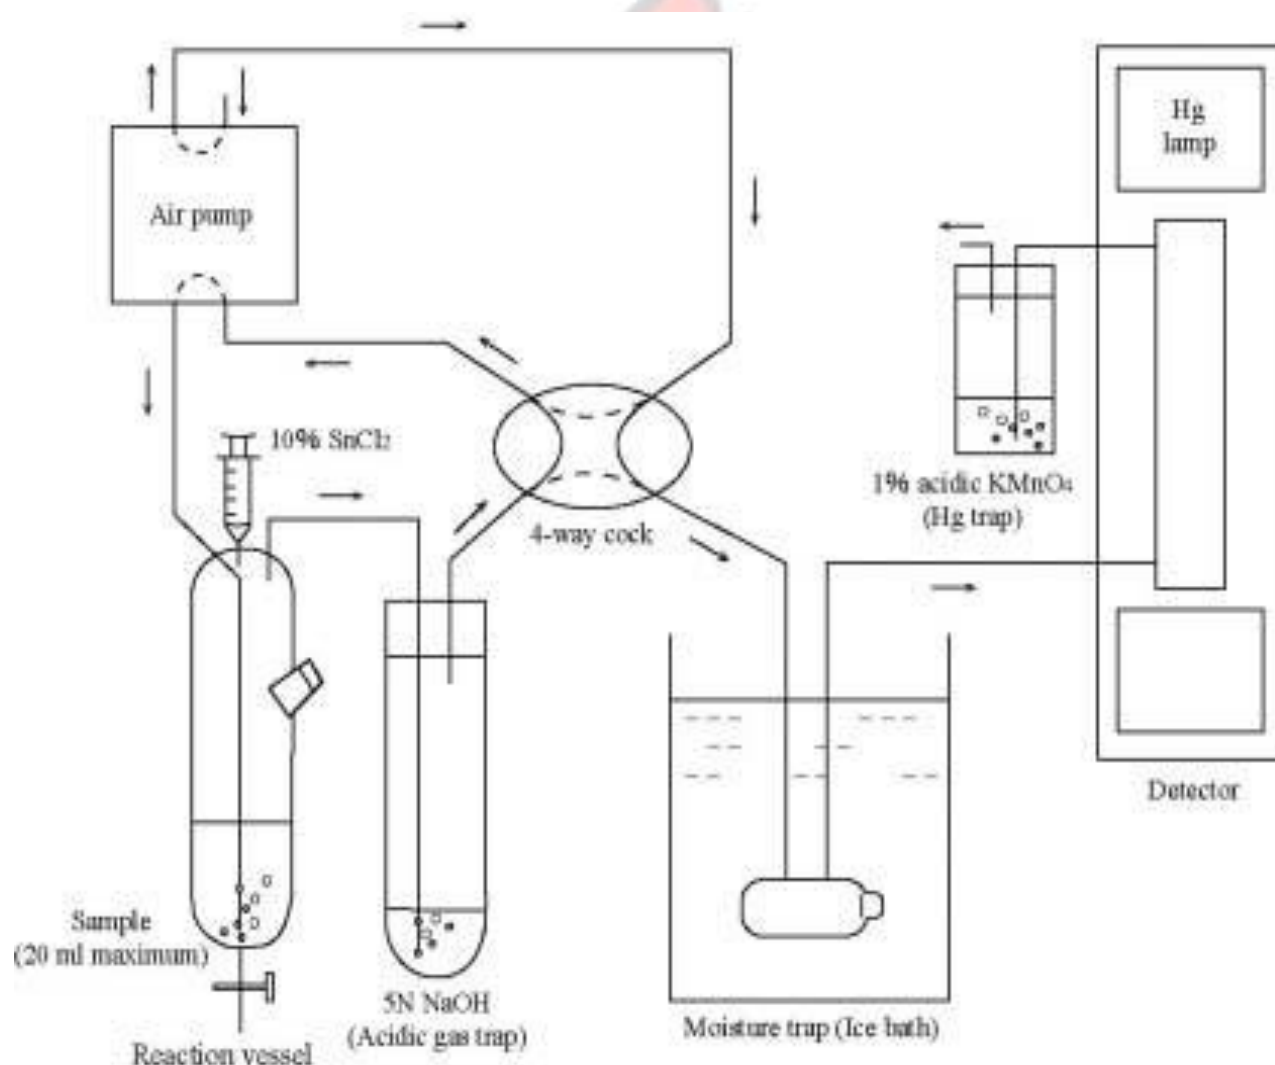 Hg
lamp
Air pump
10% SnCl₂
1% acidic KMnO₄
(Hg trap)
4-way cock
Detector
Sample
(20 ml maximum)
5N NaOH
(Acidic gas trap)
Moisture trap (Ice bath)
Reaction vessel